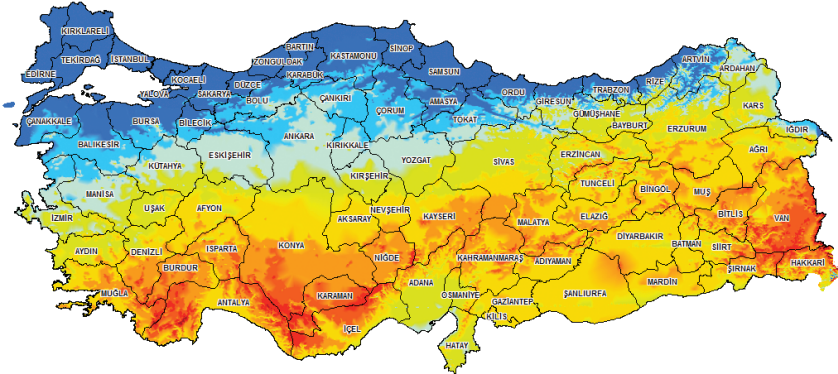 KIRKLARELİ
BARTIN
SİNOP
KASTAMONU
EDİRNE
TEKİRDAĞ
İSTANBUL
ZONGULDAK
KARABÜK
SAMSUN
ARTVİN
ARDAHAN
KOCAELİ
DÜZCE
RİZE
YALOVA
SAKARYA
BOLU
ÇANKIRI
ÇORUM
AMASYA
ORDU
GİRESUN
TRABZON
KARS
ÇANAKKALE
BURSA
BİLECİK
TOKAT
GÜMÜŞHANE
BAYBURT
ERZURUM
IĞDIR
BALIKESİR
ANKARA
KIRIKKALE
ESKİŞEHİR
YOZGAT
SİVAS
ERZİNCAN
AĞRI
KÜTAHYA
KIRŞEHİR
TUNCELİ
BİNGÖL
MUŞ
MANİSA
UŞAK
AFYON
NEVŞEHİR
AKSARAY
KAYSERİ
MALATYA
ELAZIĞ
BİTLİS
VAN
İZMİR
DİYARBAKIR
BATMAN
SİİRT
AYDIN
DENİZLİ
ISPARTA
KONYA
NİĞDE
KAHRAMANMARAŞ
ADIYAMAN
HAKKARİ
BURDUR
ŞIRNAK
MUĞLA
ANTALYA
KARAMAN
ADANA
OSMANİYE
GAZİANTEP
ŞANLIURFA
MARDİN
İÇEL
KİLİS
HATAY